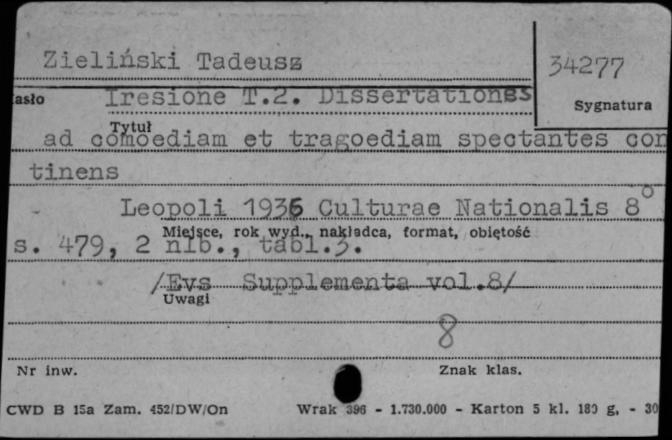 Zieliński Tadeusz
34277
asło
Iresione T.2. Dissertationes
Sygnatura
Tytuł
ad comoediam et tragoediam spectantes con
tinens
Leopoli 1936 Culturae Nationalis 8°
Miejsce, rok wyd., nakładca, format, objętość
s. 479, 2 nlb., tabl.3.
/Evs Supplementa vol.8/
Uwagi
8
Nr inw.
Znak klas.
CWD B 15a Zam. 452/DW/On
Wrak 396 - 1.730.000 - Karton 5 kl. 180 g, - 30